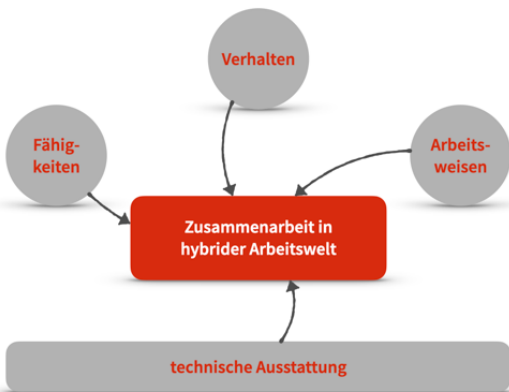 Verhalten
Fähig-
keiten
Arbeits-
weisen
Zusammenarbeit in
hybrider Arbeitswelt
technische Ausstattung